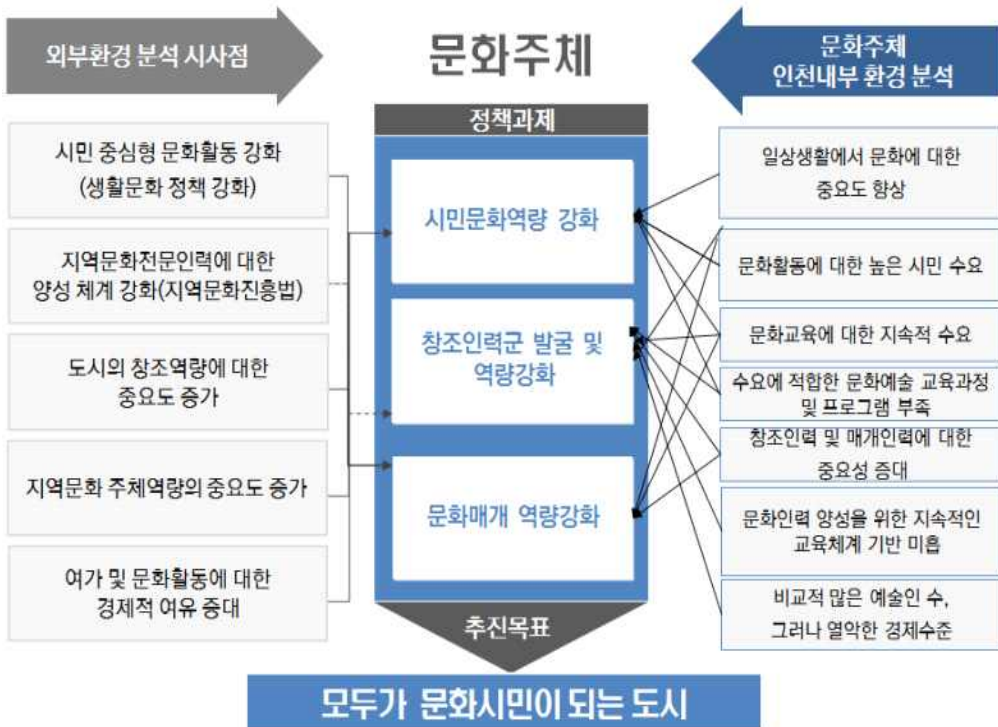 외부환경 분석 시사점
문화주체
문화주체
인천내부 환경 분석
정책과제
시민 중심형 문화활동 강화
(생활문화 정책 강화)
지역문화전문인력에 대한
양성 체계 강화(지역문화진흥법)
도시의 창조역량에 대한
중요도 증가
지역문화 주체역량의 중요도 증가
여가 및 문화활동에 대한
경제적 여유 증대
시민문화역량 강화
창조인력군 발굴 및
역량강화
문화매개 역량강화
일상생활에서 문화에 대한
중요도 향상
문화활동에 대한 높은 시민 수요
문화교육에 대한 지속적 수요
수요에 적합한 문화예술 교육과정
및 프로그램 부족
창조인력 및 매개인력에 대한
중요성 증대
문화인력 양성을 위한 지속적인
교육체계 기반 미흡
비교적 많은 예술인 수,
그러나 열악한 경제수준
추진목표
모두가 문화시민이 되는 도시